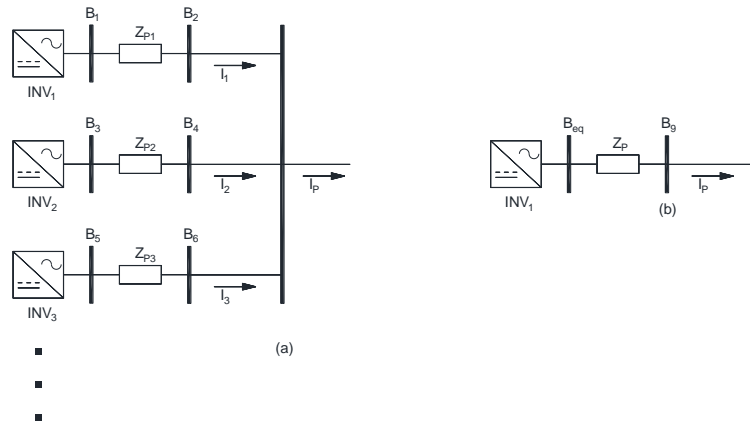 B1 ZP1 B2
I1
INV1
B3 ZP2 B4
I2 IP
INV2
B5 ZP3 B6
I3
INV3
(a)
Beq ZP B9
IP
INV1
(b)